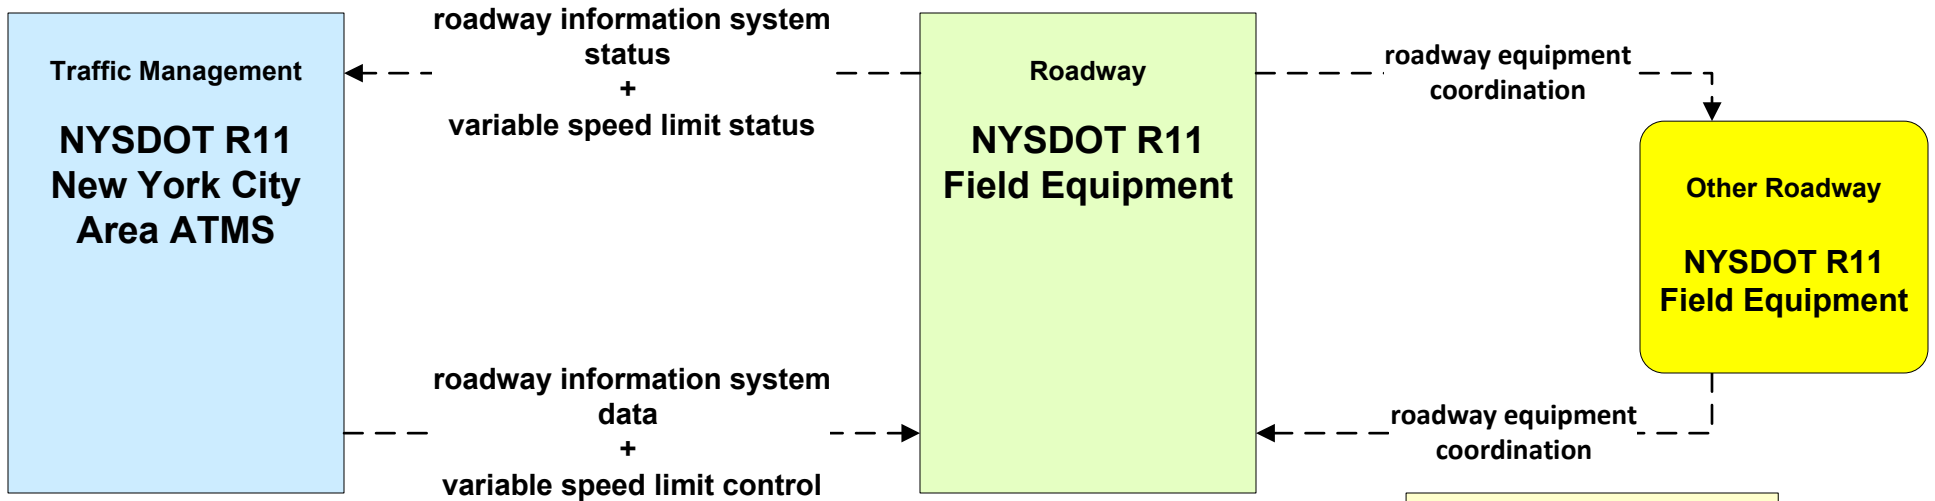 Traffic Management
NYSDOT R11
New York City
Area ATMS
roadway information system
status
+
variable speed limit status
roadway information system
data
+
variable speed limit control
Roadway
NYSDOT R11
Field Equipment
roadway equipment
coordination
roadway equipment
coordination
Other Roadway
NYSDOT R11
Field Equipment